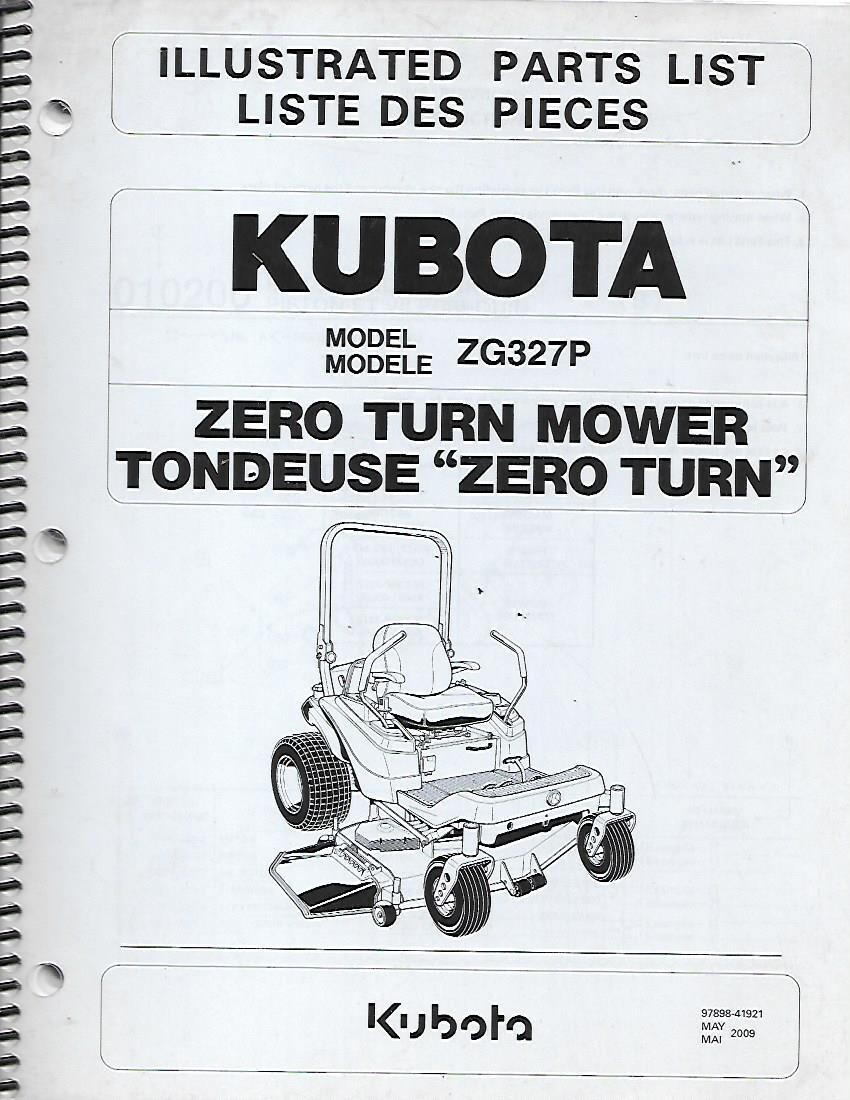 ILLUSTRATED PARTS LIST
LISTE DES PIECES
KUBOTA
MODEL
MODELE
ZG327P
ZERO TURN MOWER
TONDEUSE “ZERO TURN”
Kubota
97898-41921
MAY
MAI
2009